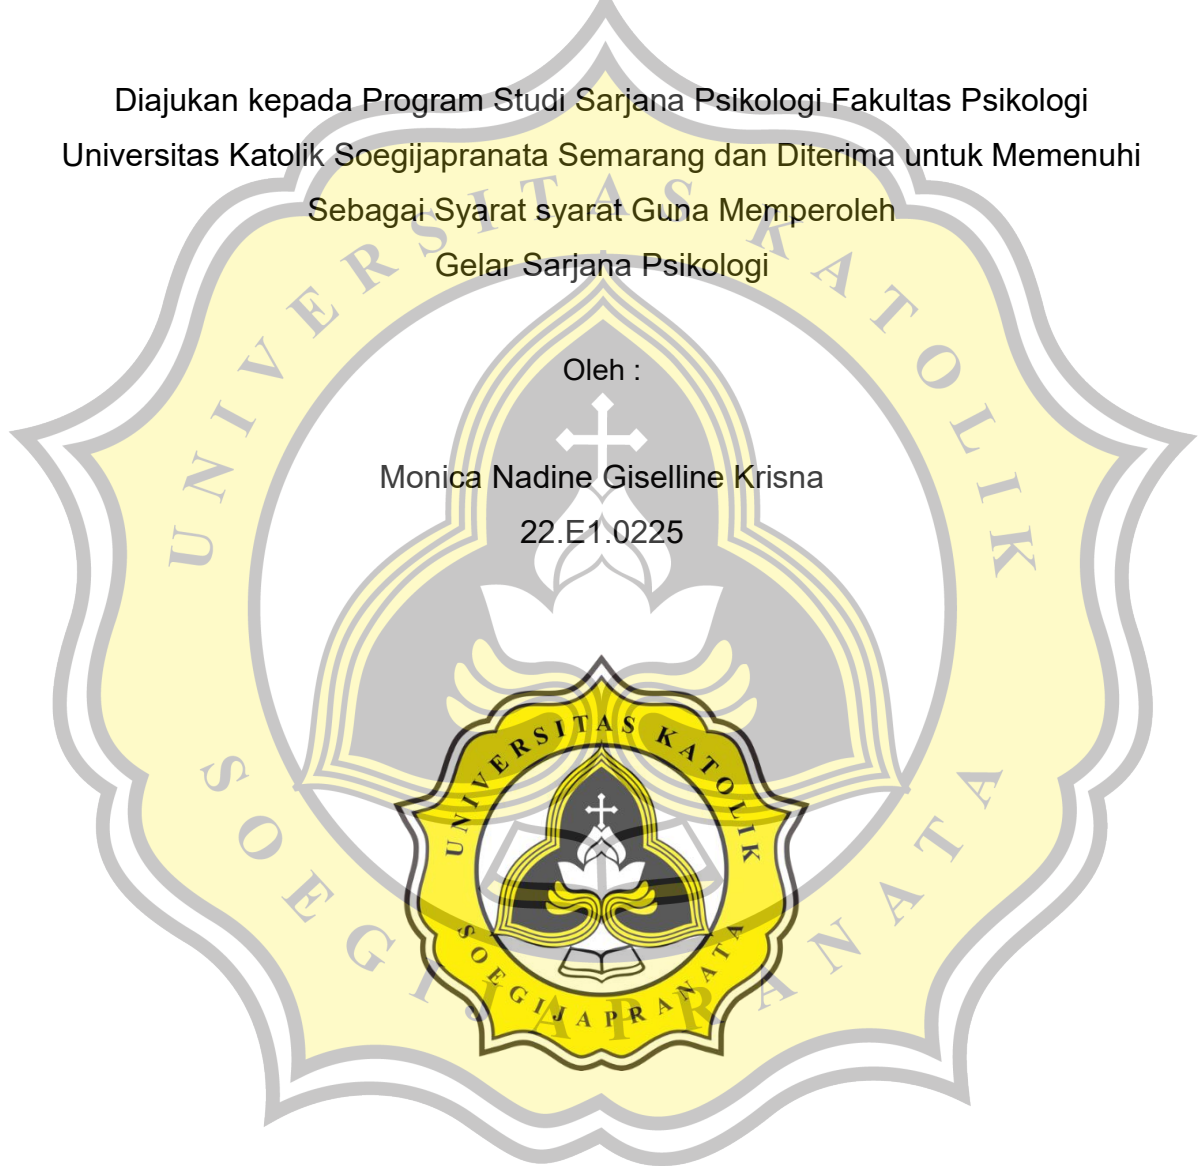 Diajukan kepada Program Studi Sarjana Psikologi Fakultas Psikologi
Universitas Katolik Soegijapranata Semarang dan Diterima untuk Memenuhi
Sebagai Syarat syarat Guna Memperoleh
Gelar Sarjana Psikologi
Oleh :
Monica Nadine Giselline Krisna
22.E1.0225
UNIVERSITAS KATOLIK
SOEGIJAPRANATA
UNIVERSITAS KATOLIK
SOEGIJAPRANATA